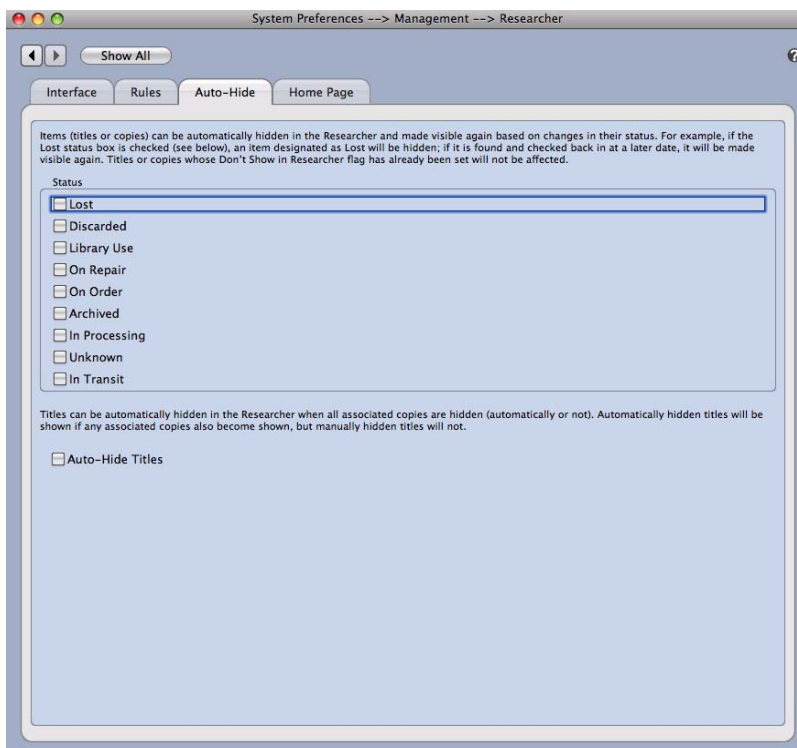 System Preferences --> Management --> Researcher
Show All
Interface Rules Auto-Hide Home Page
Items (titles or copies) can be automatically hidden in the Researcher and made visible again based on changes in their status. For example, if the
Lost status box is checked (see below), an item designated as Lost will be hidden; if it is found and checked back in at a later date, it will be made
visible again. Titles or copies whose Don't Show in Researcher flag has already been set will not be affected.
Status
Lost
Discarded
Library Use
On Repair
On Order
Archived
In Processing
Unknown
In Transit
Titles can be automatically hidden in the Researcher when all associated copies are hidden (automatically or not). Automatically hidden titles will be
shown if any associated copies also become shown, but manually hidden titles will not.
Auto-Hide Titles